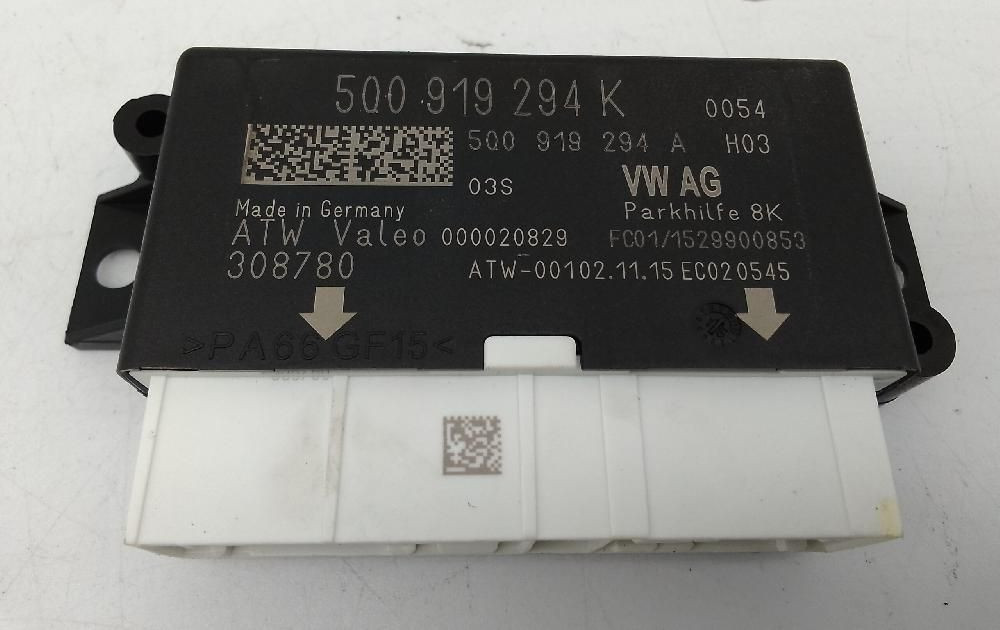 5Q0 919 294 K 0054
5Q0 919 294 A H03
03S VW AG
Made in Germany Parkhilfe 8K
ATW Valeo 000020829 FC01/1529900853
308780 ATW-00102.11.15 EC020545
>PA66 GF15<